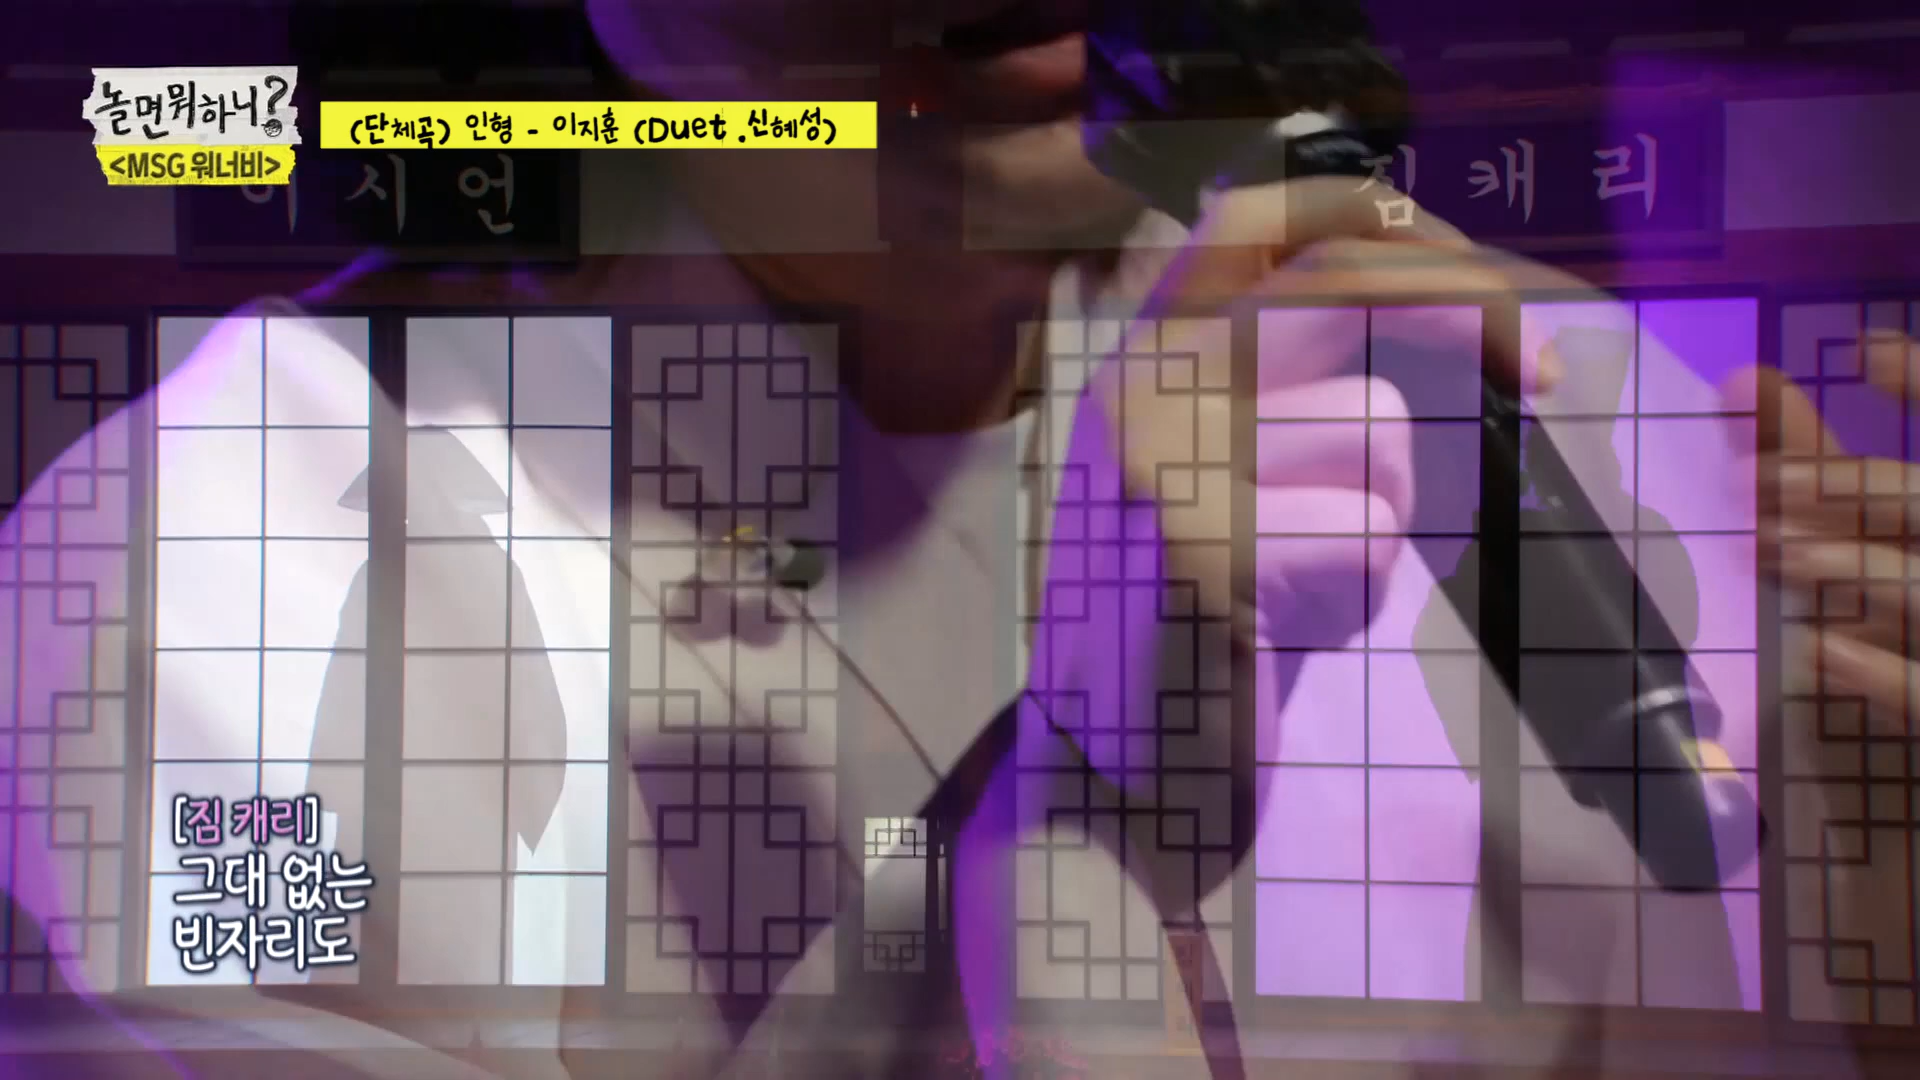 놀면뭐하니?
<MSG 워너비>
(단체곡) 인형 - 이지훈 (Duet .신혜성)
이 시 언
짐 캐 리
[짐 캐리]
그대 없는
빈자리도